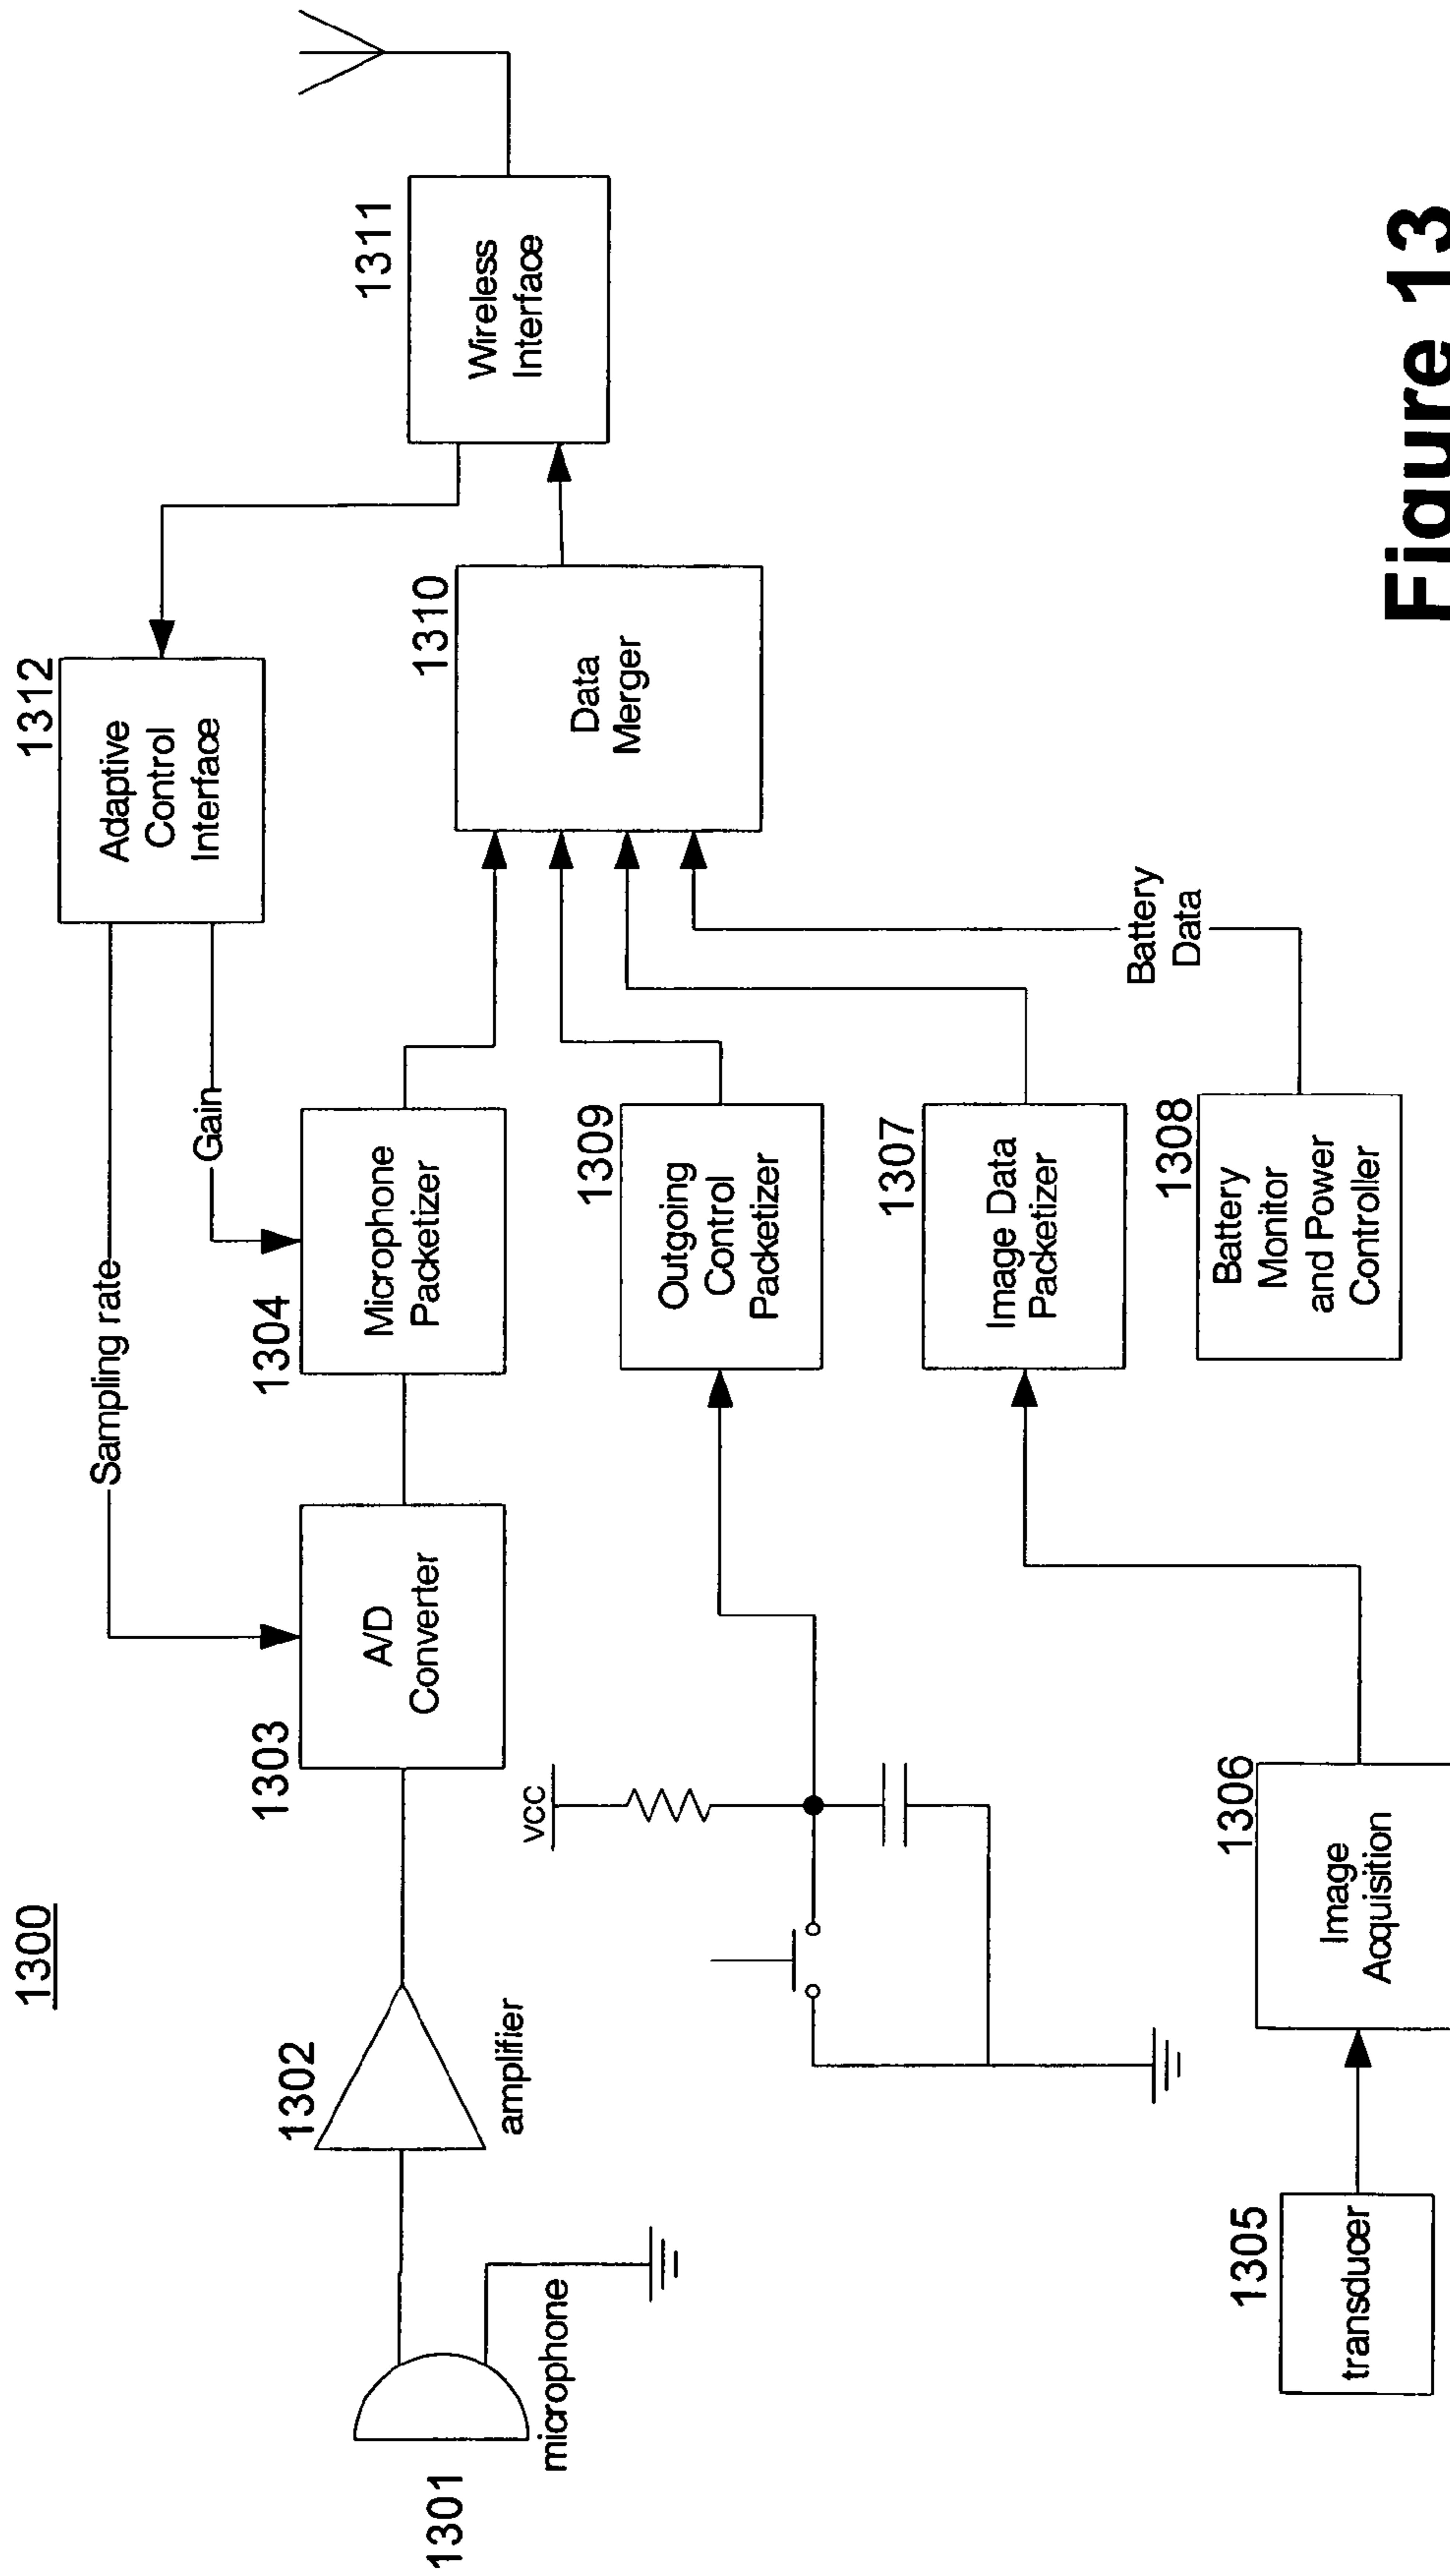 1300
1312
Adaptive
Control
Interface
Sampling rate
Gain
1311
Wireless
Interface
1301
microphone
1302
amplifier
1303
A/D
Converter
1304
Microphone
Packetizer
1310
Data
Merger
VCC
1309
Outgoing
Control
Packetizer
1307
Image Data
Packetizer
Battery
Data
1308
Battery
Monitor
and Power
Controller
1305
transducer
1306
Image
Acquisition
Figure 13